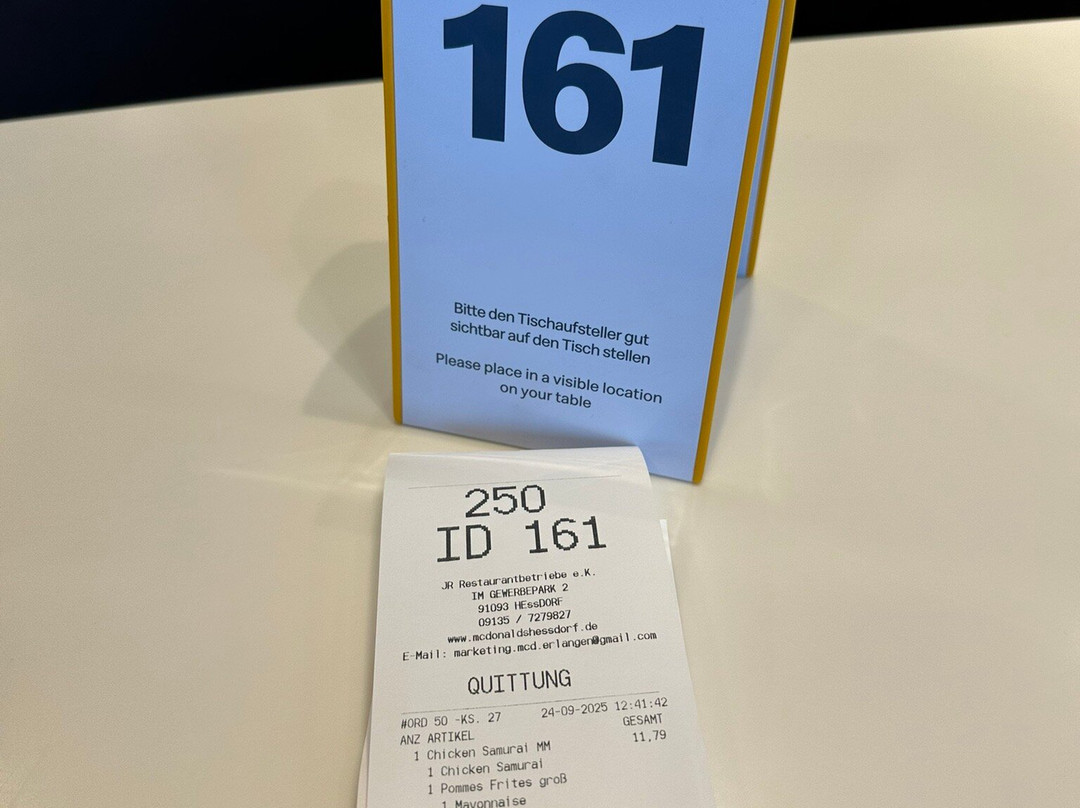 161
Bitte den Tischaufsteller gut
sichtbar auf den Tisch stellen
Please place in a visible location
on your table
250
ID 161
JR Restaurantbetriebe e.K.
IM GEWERBEPARK 2
91093 HEssDORF
09135 / 7279827
www.mcdonaldshessdorf.de
E-Mail: marketing.mcd.erlangen@gmail.com
QUITTUNG
#ORD 50 -KS. 27 24-09-2025 12:41:42
ANZ ARTIKEL GESAMT
1 Chicken Samurai MM 11,79
1 Chicken Samurai
1 Pommes Frites groß
1 Mayonnaise